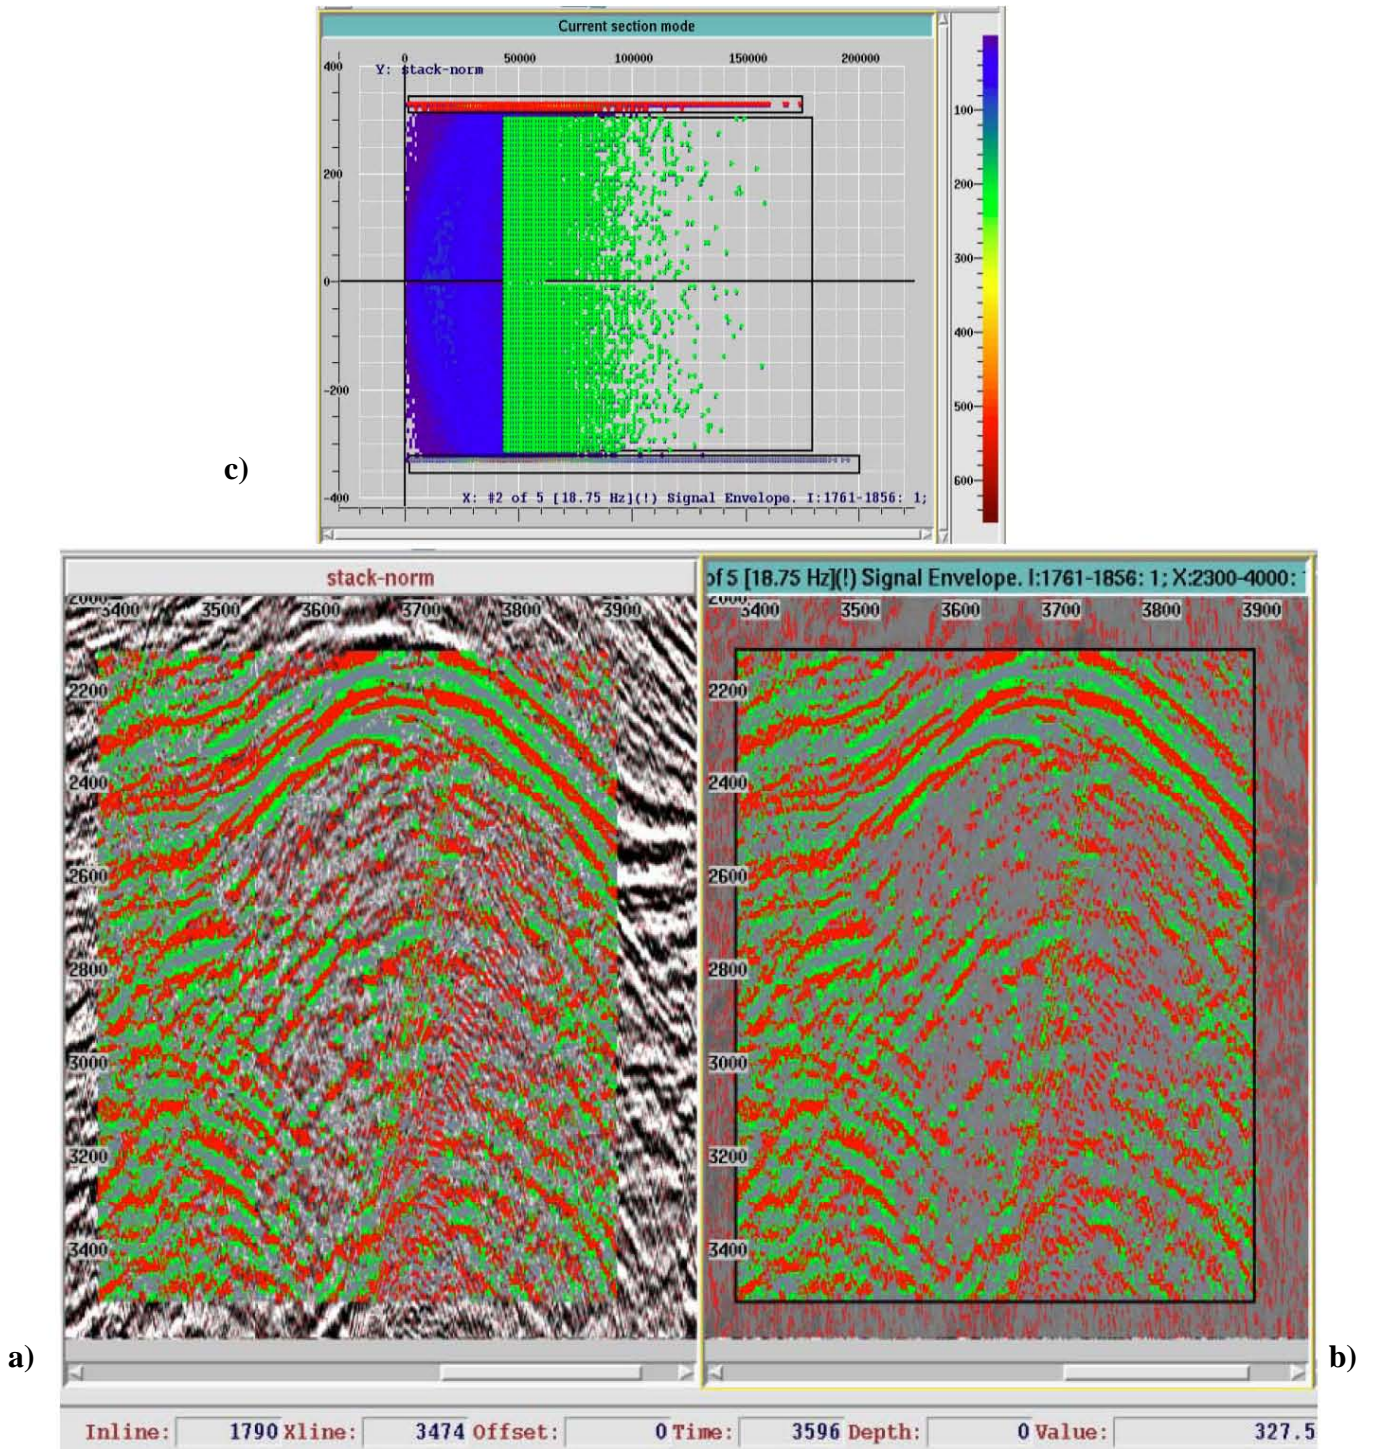 Current section mode
0 50000 100000 150000 200000
Y: stack-norm
400
200
0
-200
-400
X: #2 of 5 [18.75 Hz](!) Signal Envelope. I:1761-1856: 1;
100
200
300
400
500
600
c)
stack-norm
3400 3500 3600 3700 3800 3900
2000
2200
2400
2600
2800
3000
3200
3400
a)
of 5 [18.75 Hz](!) Signal Envelope. I:1761-1856: 1; X:2300-4000:
3400 3500 3600 3700 3800 3900
2000
2200
2400
2600
2800
3000
3200
3400
b)
Inline: 1790 Xline: 3474 Offset: 0 Time: 3596 Depth: 0 Value: 327.5